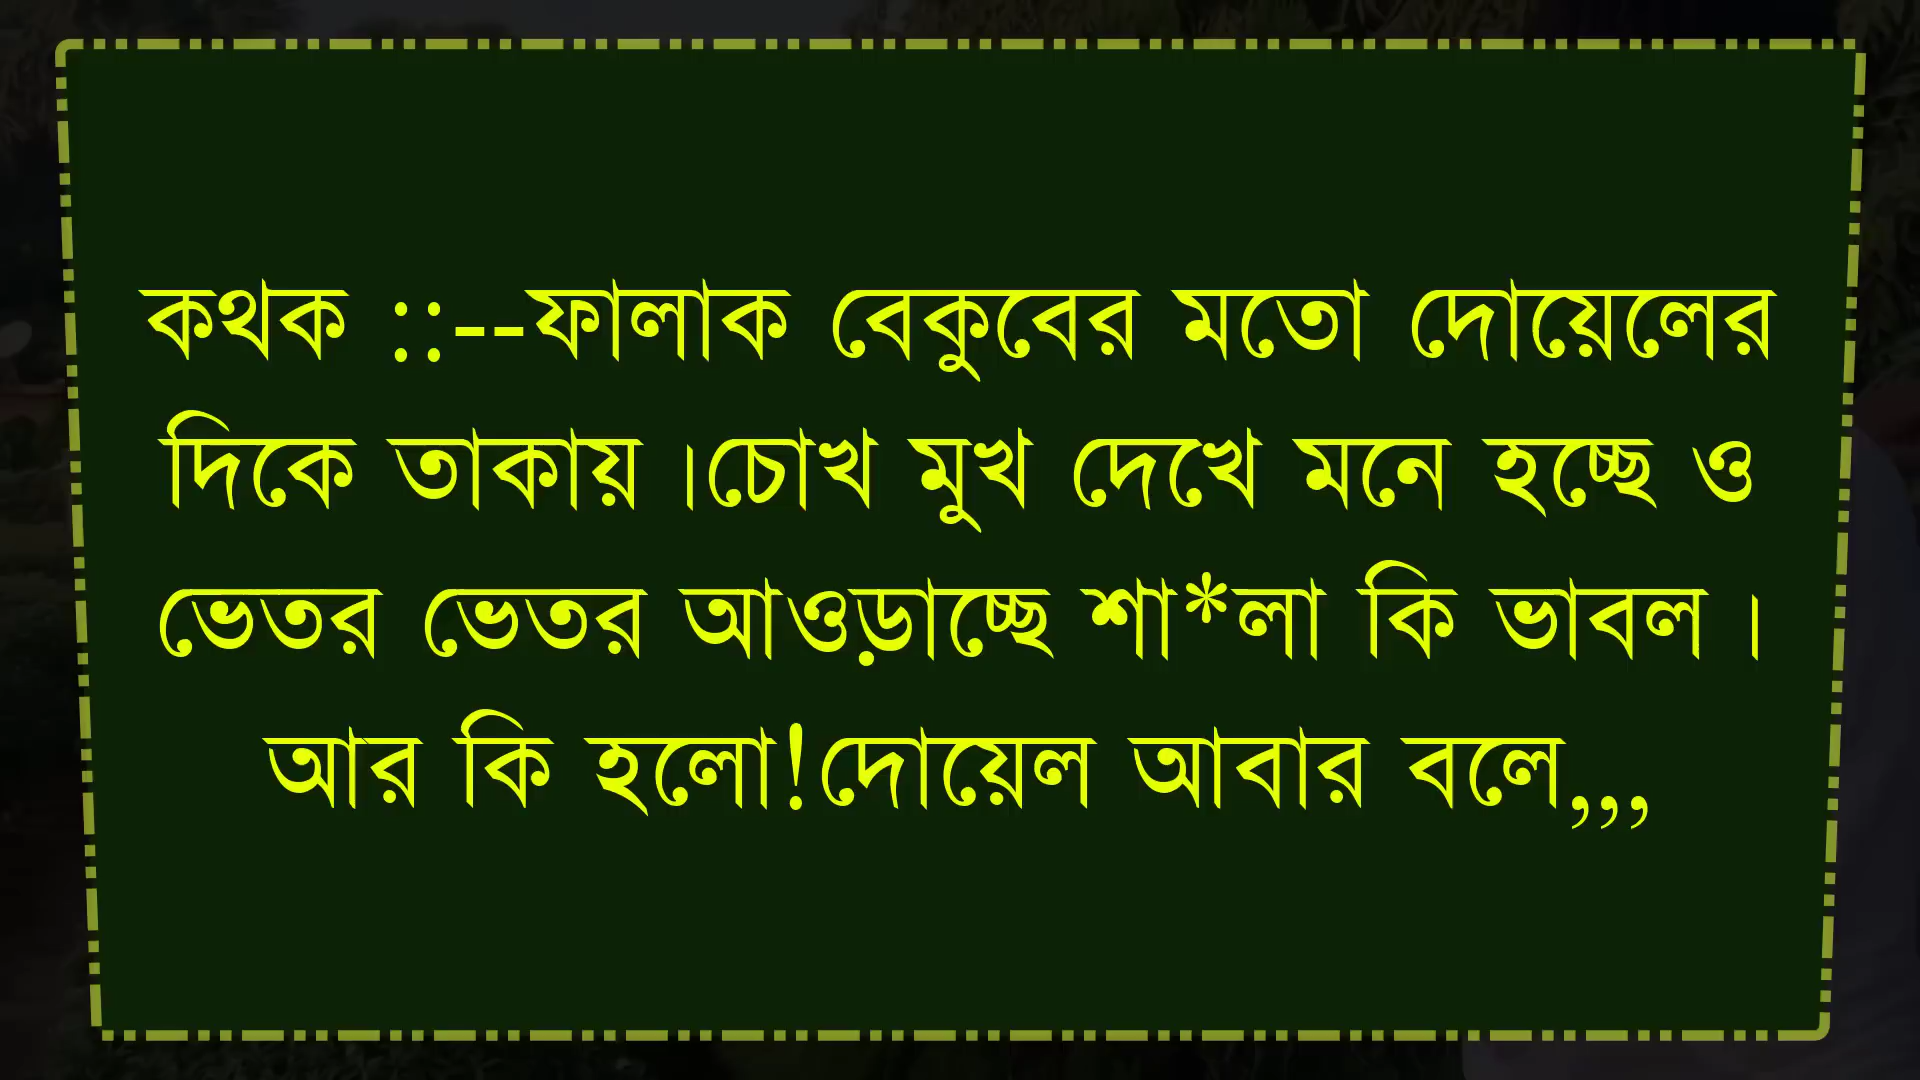 কথক ::--ফালাক বেকুবের মতো দোয়েলের
দিকে তাকায় ।চোখ মুখ দেখে মনে হচ্ছে ও
ভেতর ভেতর আওড়াচ্ছে শা*লা কি ভাবল ।
আর কি হলো!দোয়েল আবার বলে,,,